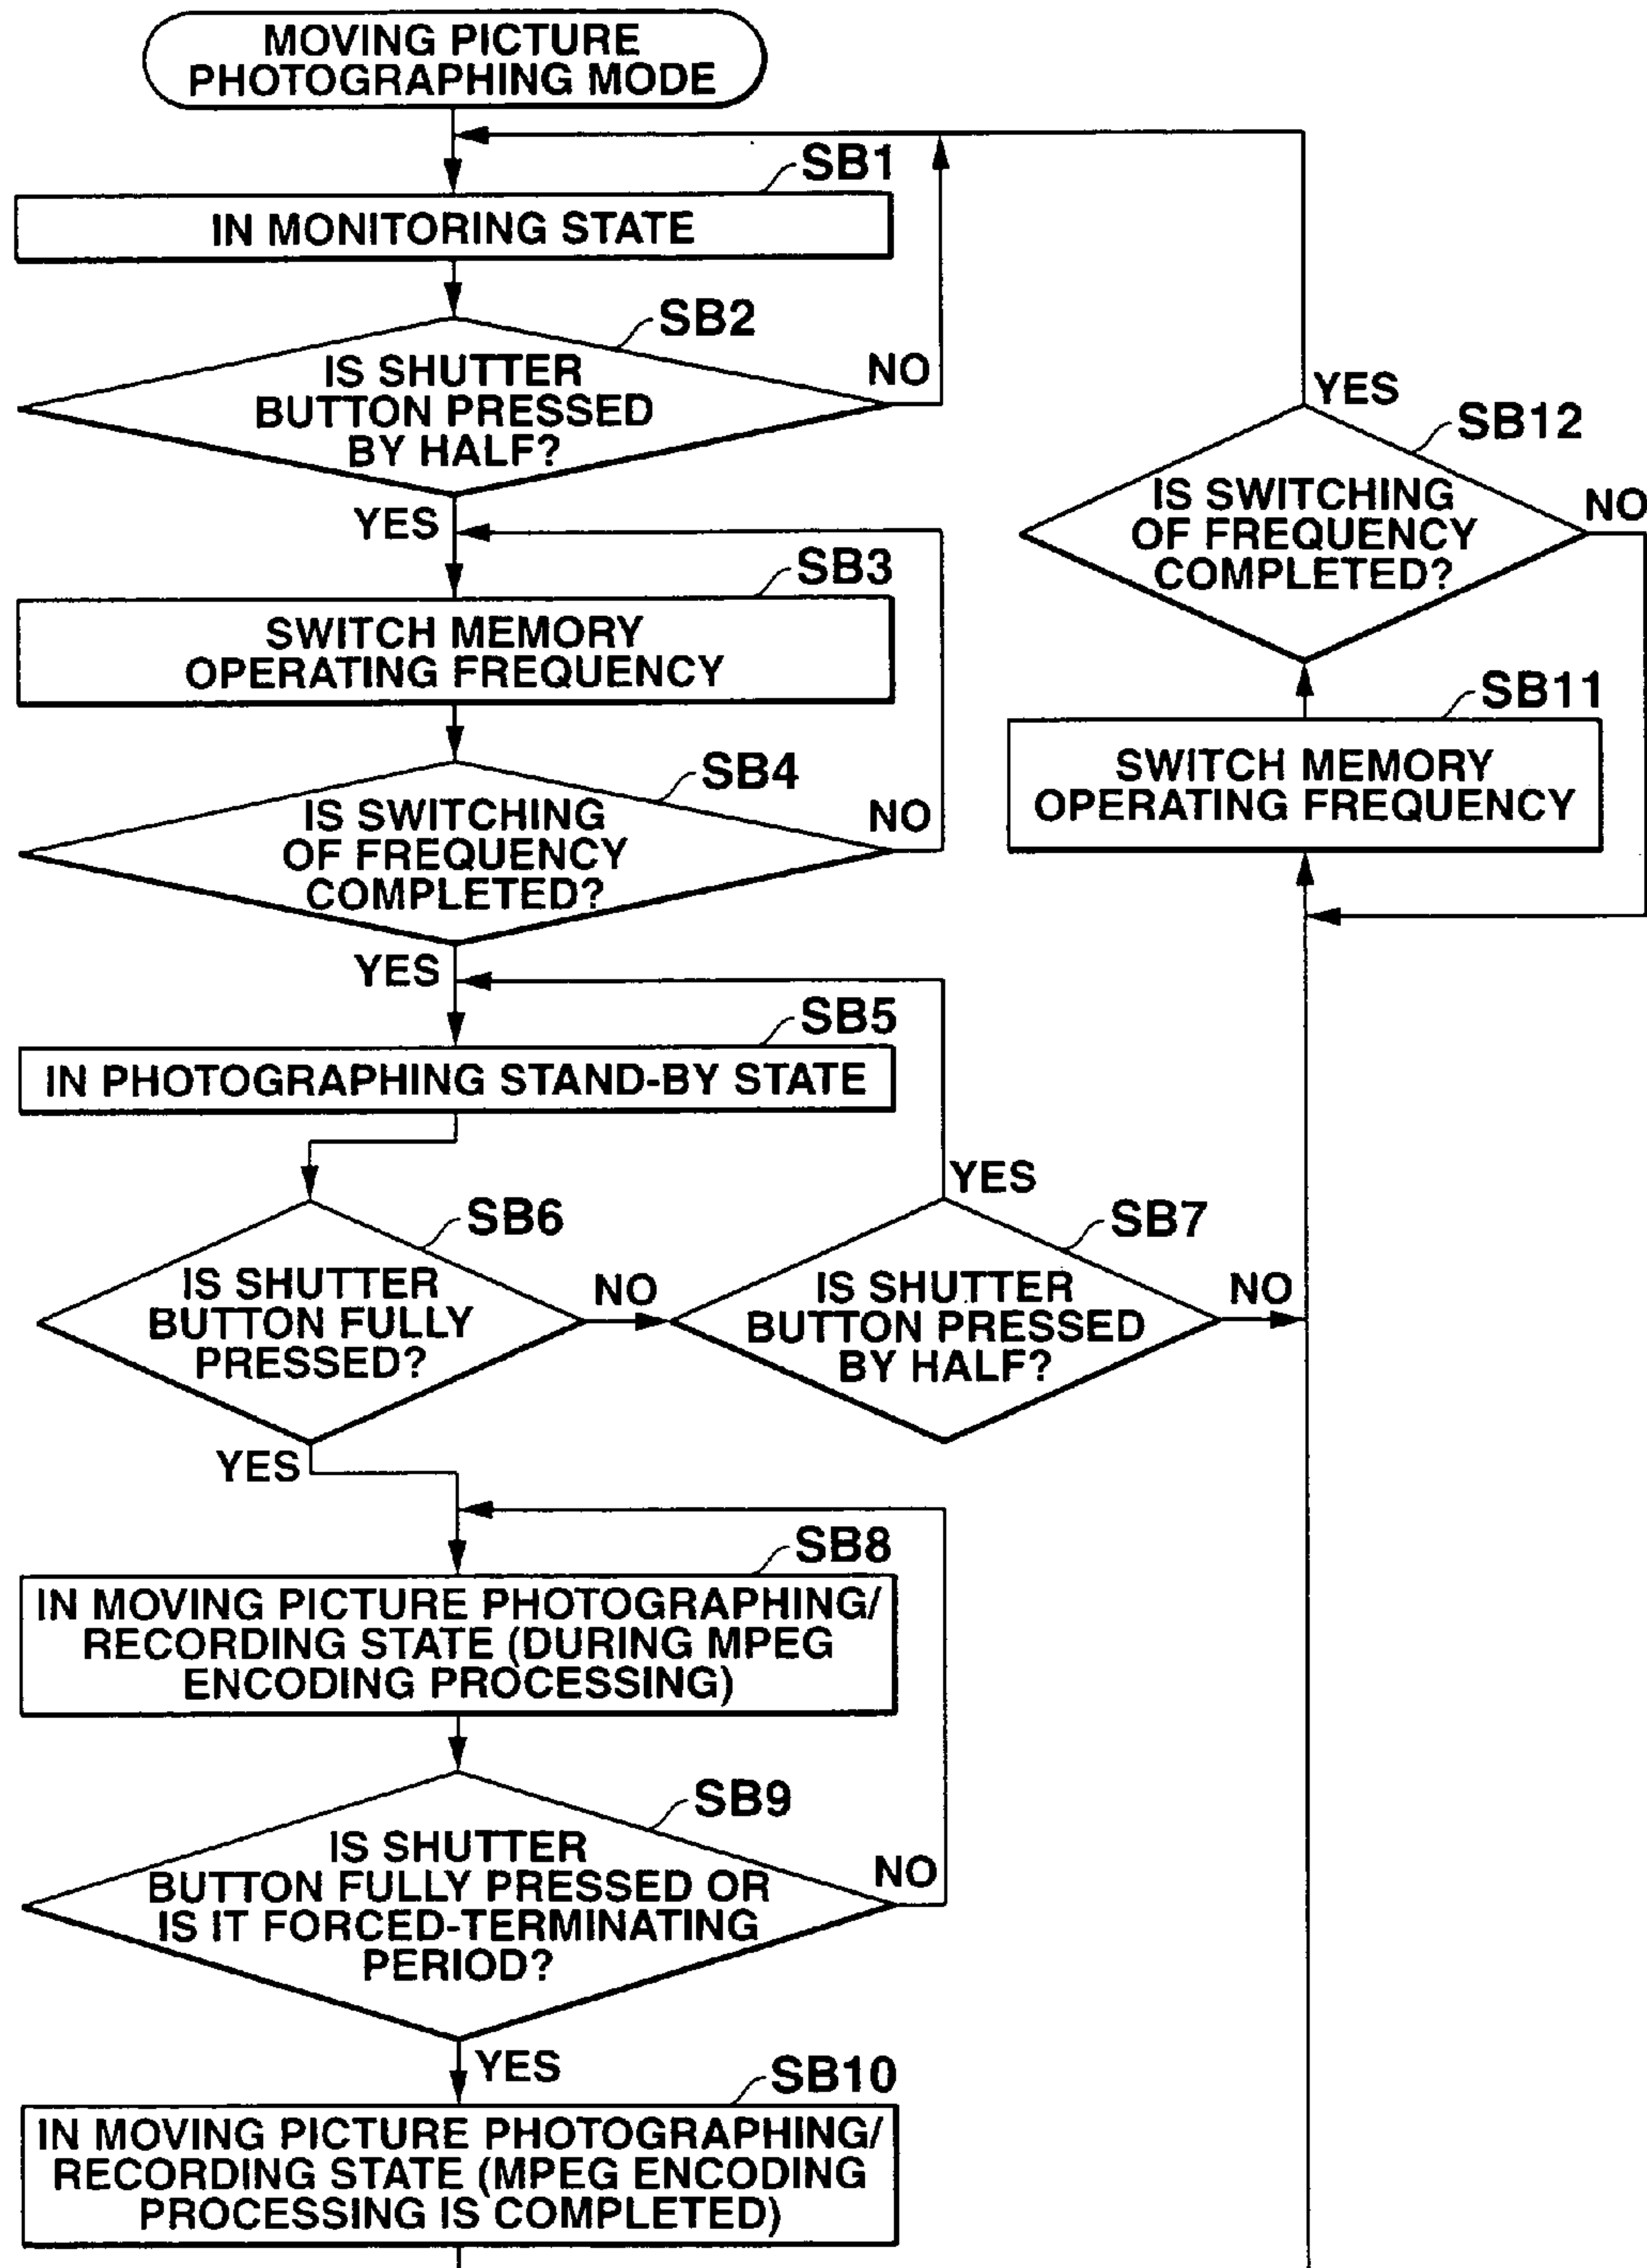 MOVING PICTURE
PHOTOGRAPHING MODE
SB1
IN MONITORING STATE
SB2
IS SHUTTER
BUTTON PRESSED
BY HALF?
NO
YES
SB3
SWITCH MEMORY
OPERATING FREQUENCY
SB4
IS SWITCHING
OF FREQUENCY
COMPLETED?
NO
YES
SB5
IN PHOTOGRAPHING STAND-BY STATE
SB6
IS SHUTTER
BUTTON FULLY
PRESSED?
NO
YES
SB7
IS SHUTTER
BUTTON PRESSED
BY HALF?
YES
NO
SB8
IN MOVING PICTURE PHOTOGRAPHING/
RECORDING STATE (DURING MPEG
ENCODING PROCESSING)
SB9
IS SHUTTER
BUTTON FULLY PRESSED OR
IS IT FORCED-TERMINATING
PERIOD?
NO
YES
SB10
IN MOVING PICTURE PHOTOGRAPHING/
RECORDING STATE (MPEG ENCODING
PROCESSING IS COMPLETED)
SB11
SWITCH MEMORY
OPERATING FREQUENCY
SB12
IS SWITCHING
OF FREQUENCY
COMPLETED?
YES
NO